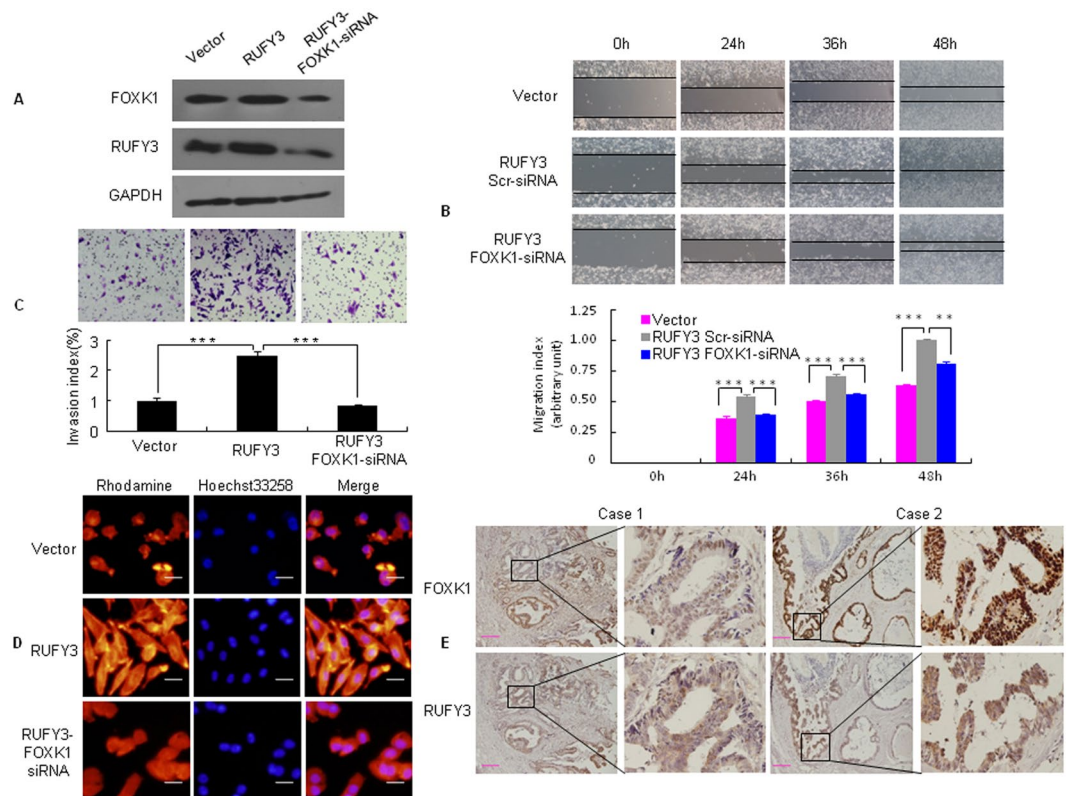 A
Vector
RUFY3
RUFY3-
FOXK1-siRNA
FOXK1
RUFY3
GAPDH
B
0h 24h 36h 48h
Vector
RUFY3
Scr-siRNA
RUFY3
FOXK1-siRNA
Migration index
(arbitrary unit)
1.25
1.00
0.75
0.50
0.25
0
Vector
RUFY3 Scr-siRNA
RUFY3 FOXK1-siRNA
*** ***
*** ***
*** **
0h 24h 36h 48h
C
Invasion index(%)
3
2
1
0
*** ***
Vector
RUFY3
RUFY3
FOXK1-siRNA
D
Rhodamine Hoechst33258 Merge
Vector
RUFY3
RUFY3-
FOXK1
siRNA
E
Case 1 Case 2
FOXK1
RUFY3